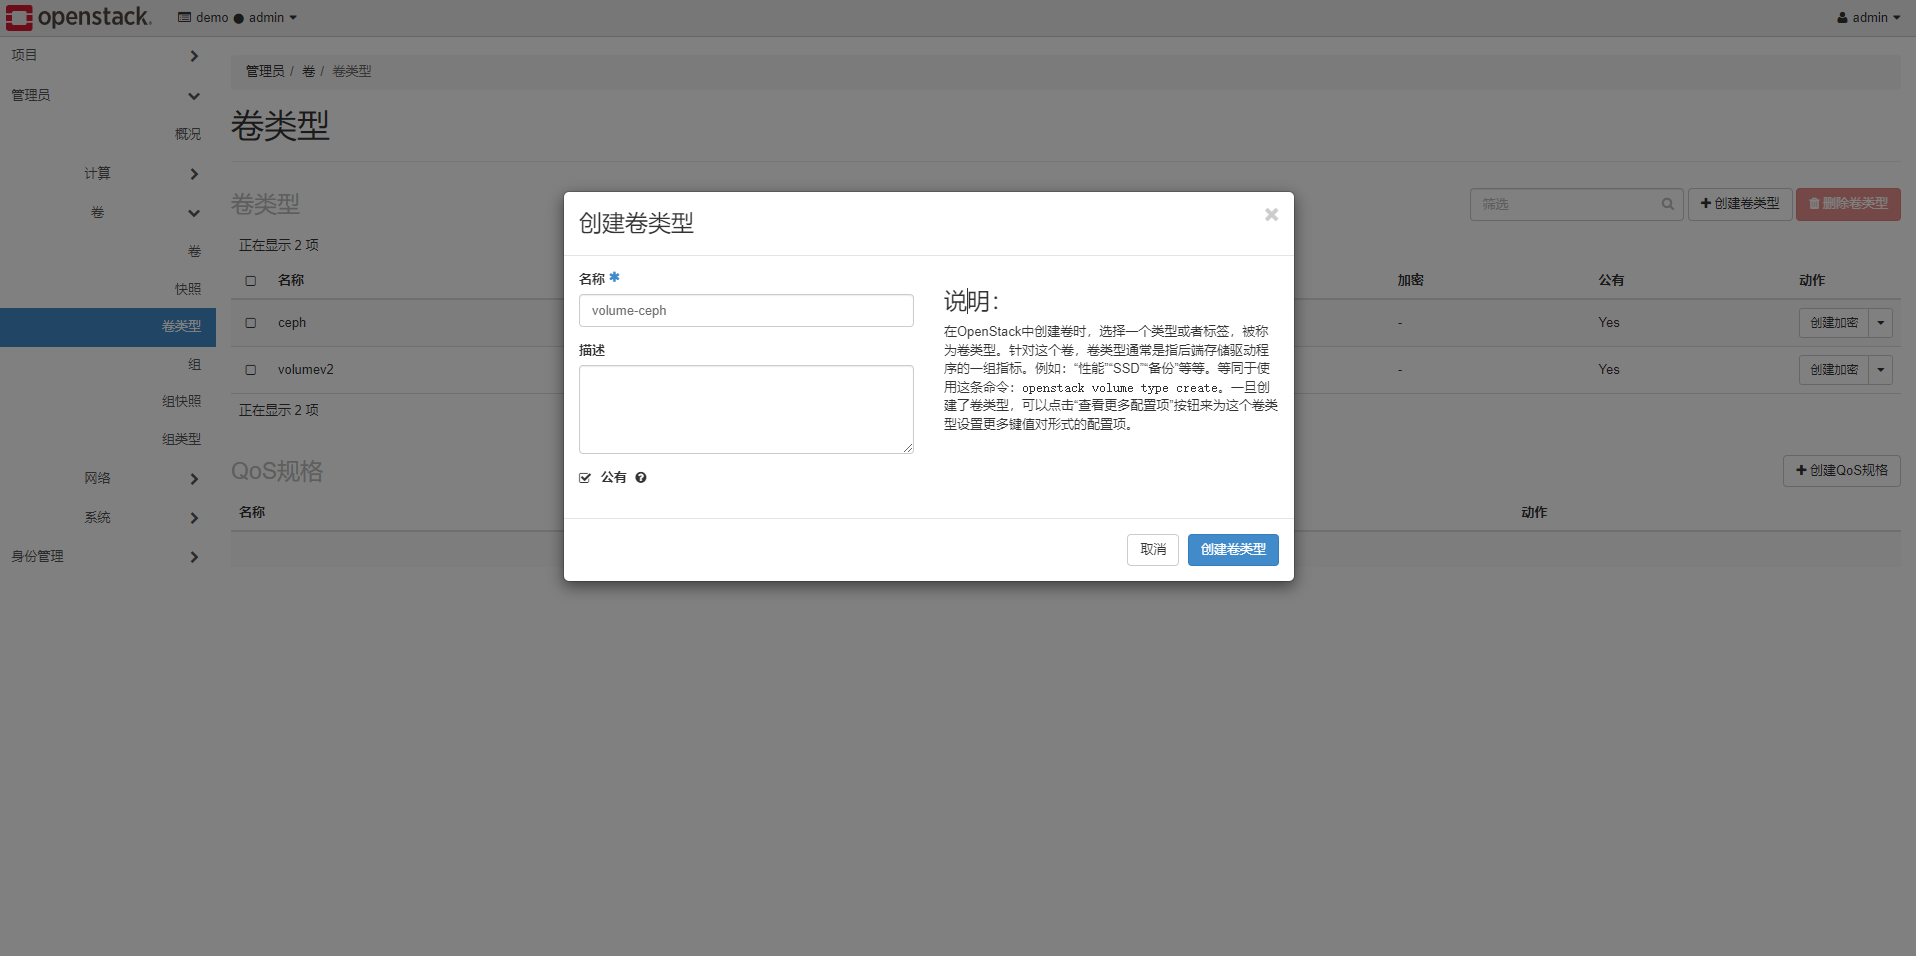 openstack. demo ● admin
admin
项目
管理员
概况
计算
卷
卷
快照
卷类型
组
组快照
组类型
网络
系统
身份管理
管理员 / 卷 / 卷类型
卷类型
卷类型
筛选
创建卷类型
删除卷类型
正在显示 2 项
名称 加密 公有 动作
ceph - Yes 创建加密
volumev2 - Yes 创建加密
正在显示 2 项
QoS规格
创建QoS规格
名称 动作
创建卷类型
名称 *
volume-ceph
描述
公有
说明：
在OpenStack中创建卷时，选择一个类型或者标签，被称
为卷类型。针对这个卷，卷类型通常是指后端存储驱动程
序的一组指标。例如：“性能”“SSD”“备份”等等。等同于使
用这条命令：openstack volume type create。一旦创
建了卷类型，可以点击“查看更多配置项”按钮来为这个卷类
型设置更多键值对形式的配置项。
取消
创建卷类型